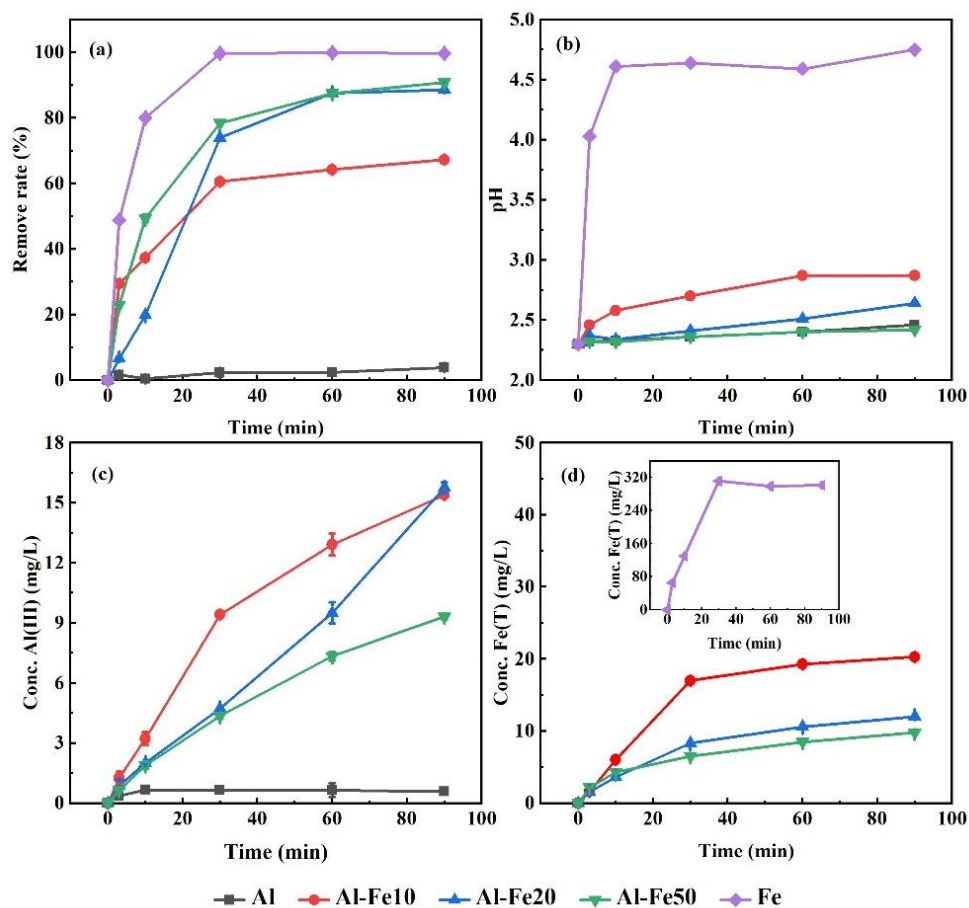 (a)
Remove rate (%)
100
80
60
40
20
0
0 20 40 60 80 100
Time (min)
(b)
pH
5.0
4.5
4.0
3.5
3.0
2.5
2.0
0 20 40 60 80 100
Time (min)
(c)
Conc. Al(III) (mg/L)
18
15
12
9
6
3
0
0 20 40 60 80 100
Time (min)
(d)
Conc. Fe(T) (mg/L)
50
40
30
20
10
0
0 20 40 60 80 100
Time (min)
Conc. Fe(T) (mg/L)
320
240
160
80
0
0 20 40 60 80 100
Time (min)
Al Al-Fe10 Al-Fe20 Al-Fe50 Fe